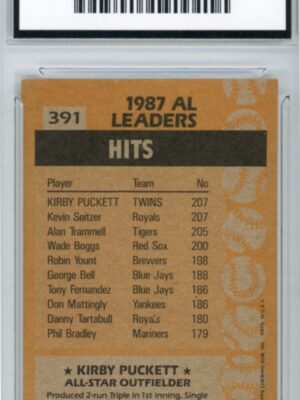 391
1987 AL
LEADERS
HITS
Player Team No
KIRBY PUCKETT TWINS 207
Kevin Seitzer Royals 207
Alan Trammell Tigers 205
Wade Boggs Red Sox 200
Robin Yount Brewers 198
George Bell Blue Jays 188
Tony Fernandez Blue Jays 186
Don Mattingly Yankees 186
Danny Tartabull Royals 180
Phil Bradley Mariners 179
★ KIRBY PUCKETT ★
ALL-STAR OUTFIELDER
Produced 2-run Triple in 1st inning, Single